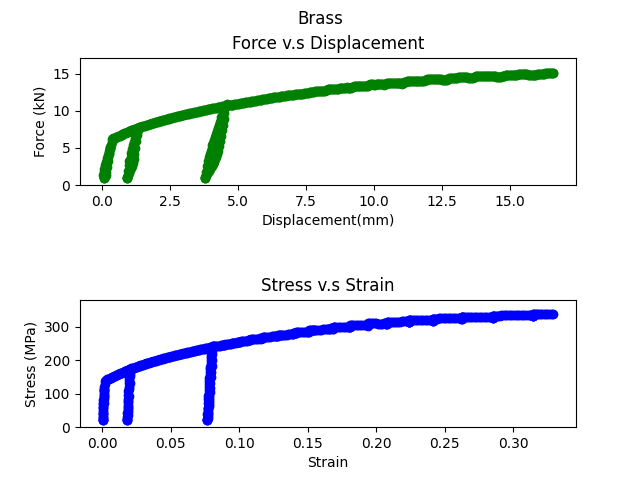 Brass
Force v.s Displacement
Force (kN)
15
10
5
0
0.0 2.5 5.0 7.5 10.0 12.5 15.0
Displacement(mm)
Stress v.s Strain
Stress (MPa)
300
200
100
0
0.00 0.05 0.10 0.15 0.20 0.25 0.30
Strain